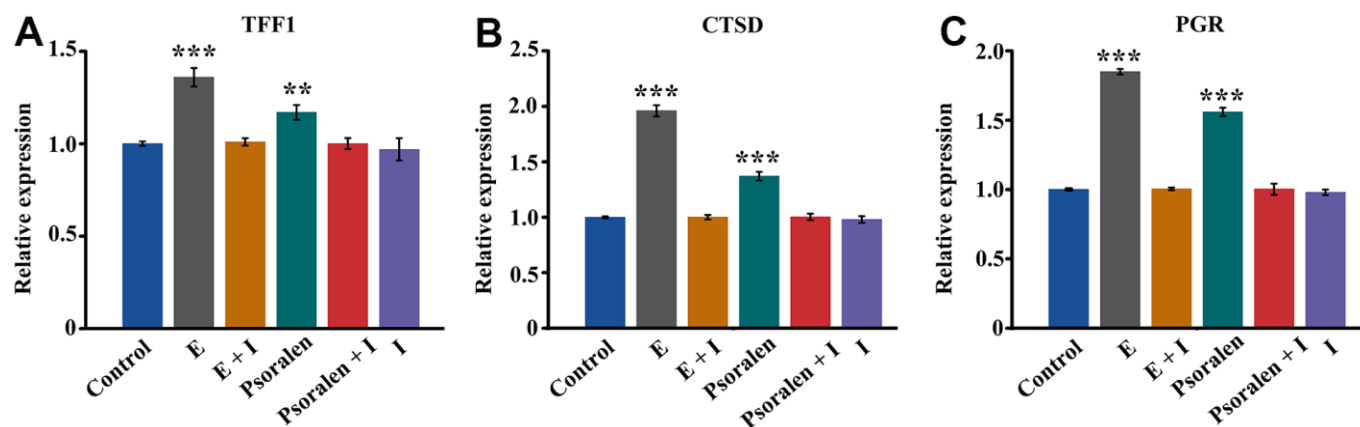 A
TFF1
Relative expression
1.5
1.0
0.5
0
***
**
Control
E
E + I
Psoralen
Psoralen + I
I
B
CTSD
Relative expression
2.5
2.0
1.5
1.0
0.5
0
***
***
Control
E
E + I
Psoralen
Psoralen + I
I
C
PGR
Relative expression
2.0
1.5
1.0
0.5
0
***
***
Control
E
E + I
Psoralen
Psoralen + I
I